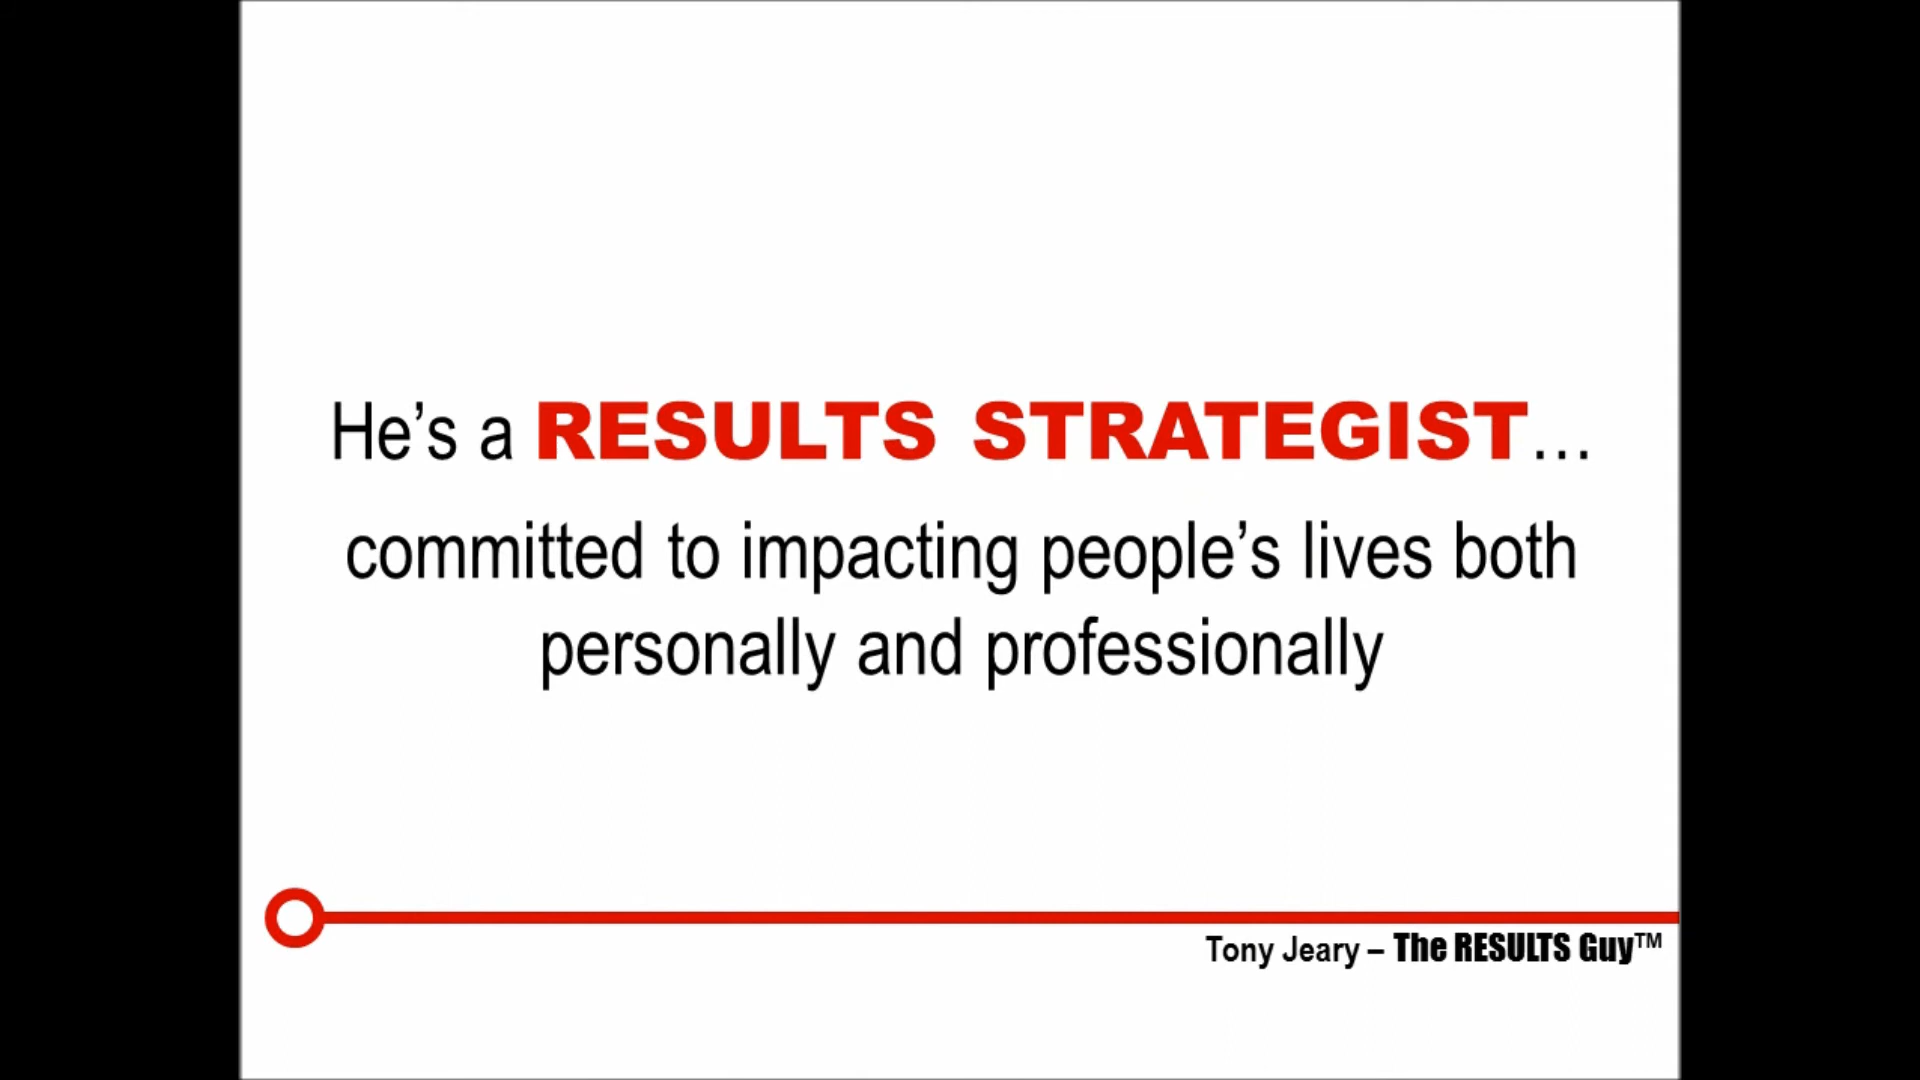 He’s a RESULTS STRATEGIST...
committed to impacting people’s lives both
personally and professionally
Tony Jeary – The RESULTS Guy™